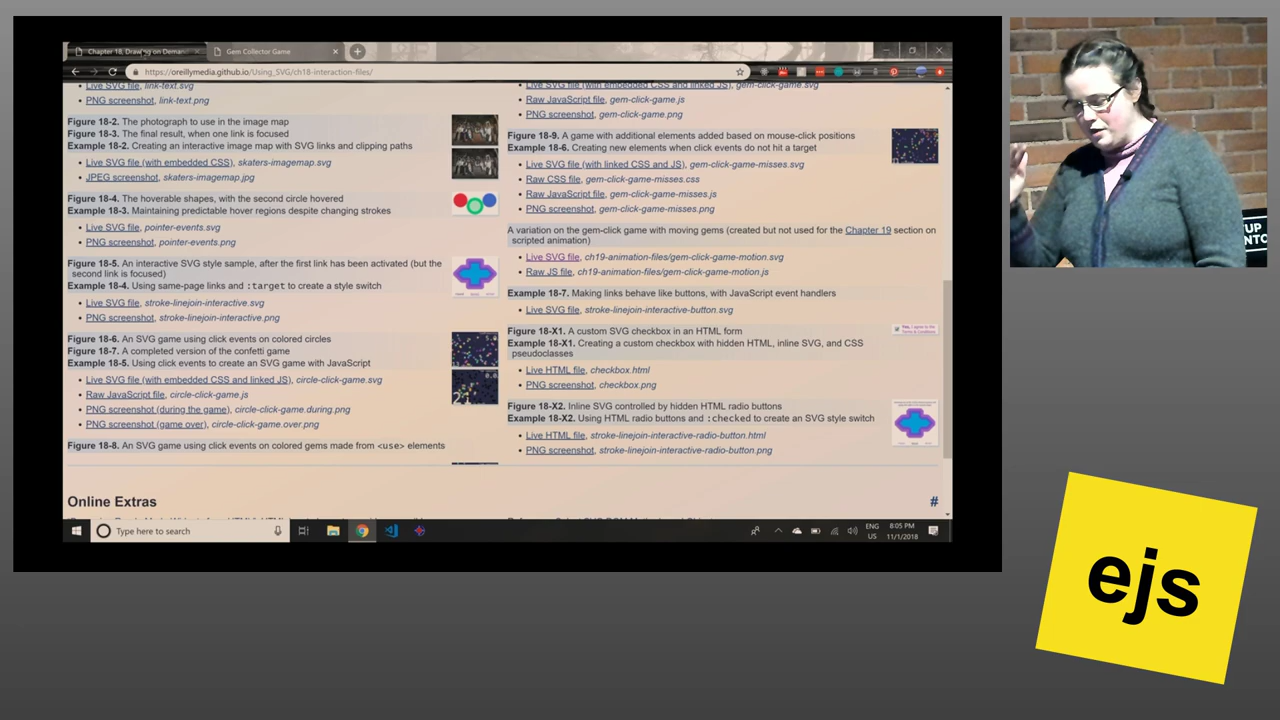 Chapter 18, Drawing on Deman
Gem Collector Game
https://oreillymedia.github.io/Using_SVG/ch18-interaction-files/
Live SVG file, link-text.svg
PNG screenshot, link-text.png
Figure 18-2. The photograph to use in the image map
Figure 18-3. The final result, when one link is focused
Example 18-2. Creating an interactive image map with SVG links and clipping paths
Live SVG file (with embedded CSS), skaters-imagemap.svg
JPEG screenshot, skaters-imagemap.jpg
Figure 18-4. The hoverable shapes, with the second circle hovered
Example 18-3. Maintaining predictable hover regions despite changing strokes
Live SVG file, pointer-events.svg
PNG screenshot, pointer-events.png
Figure 18-5. An interactive SVG style sample, after the first link has been activated (but the
second link is focused)
Example 18-4. Using same-page links and :target to create a style switch
Live SVG file, stroke-linejoin-interactive.svg
PNG screenshot, stroke-linejoin-interactive.png
Figure 18-6. An SVG game using click events on colored circles
Figure 18-7. A completed version of the confetti game
Example 18-5. Using click events to create an SVG game with JavaScript
Live SVG file (with embedded CSS and linked JS), circle-click-game.svg
Raw JavaScript file, circle-click-game.js
PNG screenshot (during the game), circle-click-game.during.png
PNG screenshot (game over), circle-click-game.over.png
Figure 18-8. An SVG game using click events on colored gems made from <use> elements
Live SVG file (with embedded CSS and linked JS), gem-click-game.svg
Raw JavaScript file, gem-click-game.js
PNG screenshot, gem-click-game.png
Figure 18-9. A game with additional elements added based on mouse-click positions
Example 18-6. Creating new elements when click events do not hit a target
Live SVG file (with linked CSS and JS), gem-click-game-misses.svg
Raw CSS file, gem-click-game-misses.css
Raw JavaScript file, gem-click-game-misses.js
PNG screenshot, gem-click-game-misses.png
A variation on the gem-click game with moving gems (created but not used for the Chapter 19 section on
scripted animation)
Live SVG file, ch19-animation-files/gem-click-game-motion.svg
Raw JS file, ch19-animation-files/gem-click-game-motion.js
Example 18-7. Making links behave like buttons, with JavaScript event handlers
Live SVG file, stroke-linejoin-interactive-button.svg
Figure 18-X1. A custom SVG checkbox in an HTML form
Example 18-X1. Creating a custom checkbox with hidden HTML, inline SVG, and CSS
pseudoclasses
Live HTML file, checkbox.html
PNG screenshot, checkbox.png
Figure 18-X2. Inline SVG controlled by hidden HTML radio buttons
Example 18-X2. Using HTML radio buttons and :checked to create an SVG style switch
Live HTML file, stroke-linejoin-interactive-radio-button.html
PNG screenshot, stroke-linejoin-interactive-radio-button.png
Online Extras
#
Type here to search
ENG
US
8:05 PM
11/1/2018
UP
NTO
ejs